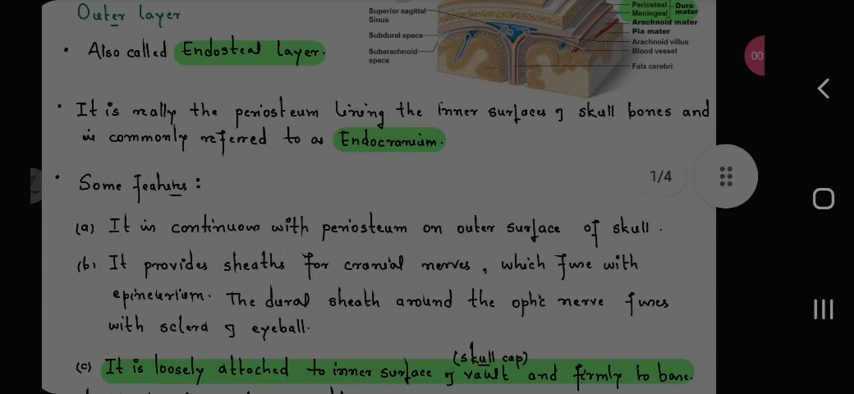 Outer layer
Superior sagittal
Sinus
Subdural space
Subarachnoid
space
Periosteal
Meningeal
Dura
mater
Arachnoid mater
Pia mater
Arachnoid villus
Blood vessel
Falx cerebri
• Also called Endosteal layer.
• It is really the periosteum lining the inner surfaces of skull bones and
is commonly referred to as Endocranium.
• Some features :
(a) It is continuous with periosteum on outer surface of skull.
(b) It provides sheaths for cranial nerves, which fuse with
epineurium. The dural sheath around the optic nerve fuses
with sclera of eyeball.
(skull cap)
(c) It is loosely attached to inner surface of vault and firmly to base.
00
1/4